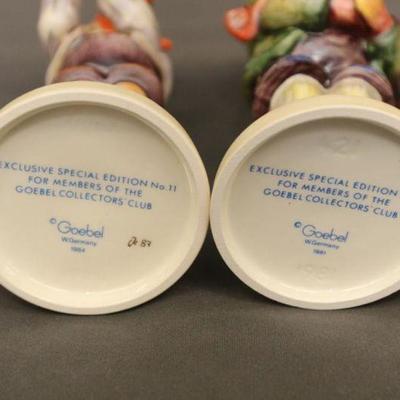 EXCLUSIVE SPECIAL EDITION No. 11
FOR MEMBERS OF THE
GOEBEL COLLECTORS' CLUB
© Goebel
W. Germany
1984
EXCLUSIVE SPECIAL EDITION
FOR MEMBERS OF THE
GOEBEL COLLECTORS' CLUB
© Goebel
W. Germany
1981